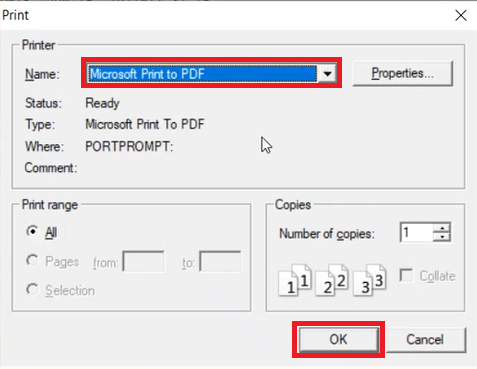 Print
Printer
Name: Microsoft Print to PDF Properties...
Status: Ready
Type: Microsoft Print To PDF
Where: PORTPROMPT:
Comment:
Print range
All
Pages from: to:
Selection
Copies
Number of copies: 1
1 1 2 2 3 3 Collate
OK Cancel